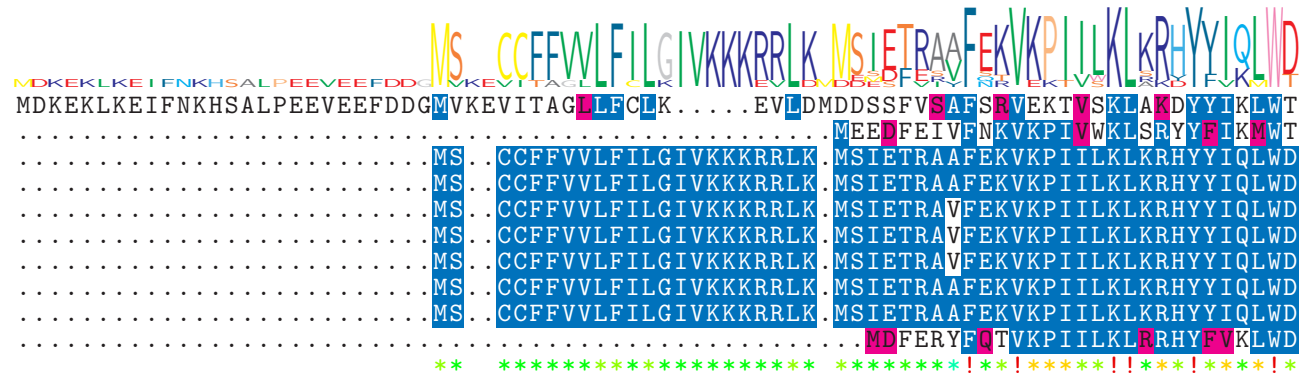 MS CCFFVVLFILGIVKKKRRLK MSIETRAAFEKVKPIILKLKRHYYIQLWD
MDKEKLKEIFNKHSALPEEVEEFDDGMVKEVITAGLLFCLK.....EVLDMDDSSFVSAFSRVEKTVSKLAKDYYIKLWT
...................................................MEEDFEIVFNKVKPIVWKLSRYYFIKMWT
..........................MS..CCFFVVLFILGIVKKKRRLK.MSIETRAAFEKVKPIILKLKRHYYIQLWD
..........................MS..CCFFVVLFILGIVKKKRRLK.MSIETRAAFEKVKPIILKLKRHYYIQLWD
..........................MS..CCFFVVLFILGIVKKKRRLK.MSIETRAVFEKVKPIILKLKRHYYIQLWD
..........................MS..CCFFVVLFILGIVKKKRRLK.MSIETRAVFEKVKPIILKLKRHYYIQLWD
..........................MS..CCFFVVLFILGIVKKKRRLK.MSIETRAVFEKVKPIILKLKRHYYIQLWD
..........................MS..CCFFVVLFILGIVKKKRRLK.MSIETRAAFEKVKPIILKLKRHYYIQLWD
..........................MS..CCFFVVLFILGIVKKKRRLK.MSIETRAAFEKVKPIILKLKRHYYIQLWD
.....................................................MDFERYFQTVKPIILKLRRHYFVKLWD
** ******************** ********!**!*****!!***!****!*